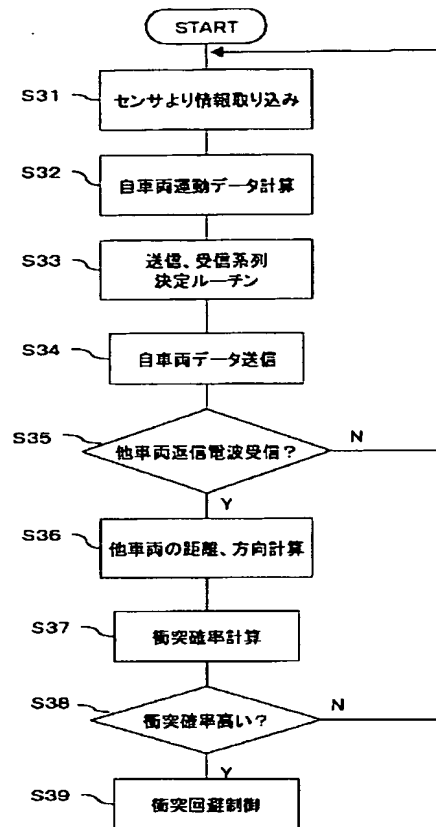 START
S31
センサより情報取り込み
S32
自車両運動データ計算
S33
送信、受信系列
決定ルーチン
S34
自車両データ送信
S35
他車両返信電波受信?
N
Y
S36
他車両の距離、方向計算
S37
衝突確率計算
S38
衝突確率高い?
N
Y
S39
衝突回避制御